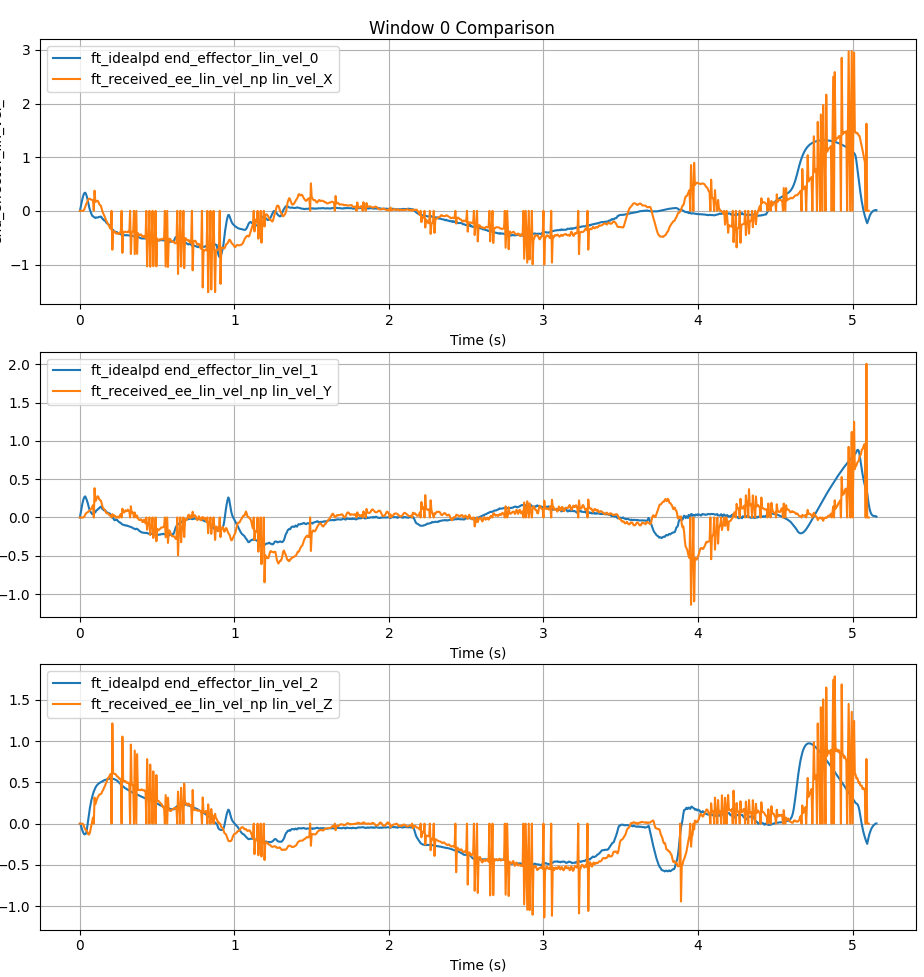 Window 0 Comparison
ft_idealpd end_effector_lin_vel_0
ft_received_ee_lin_vel_np lin_vel_X
3
2
1
0
−1
0 1 2 3 4 5
Time (s)
ft_idealpd end_effector_lin_vel_1
ft_received_ee_lin_vel_np lin_vel_Y
2.0
1.5
1.0
0.5
0.0
−0.5
−1.0
0 1 2 3 4 5
Time (s)
ft_idealpd end_effector_lin_vel_2
ft_received_ee_lin_vel_np lin_vel_Z
1.5
1.0
0.5
0.0
−0.5
−1.0
0 1 2 3 4 5
Time (s)